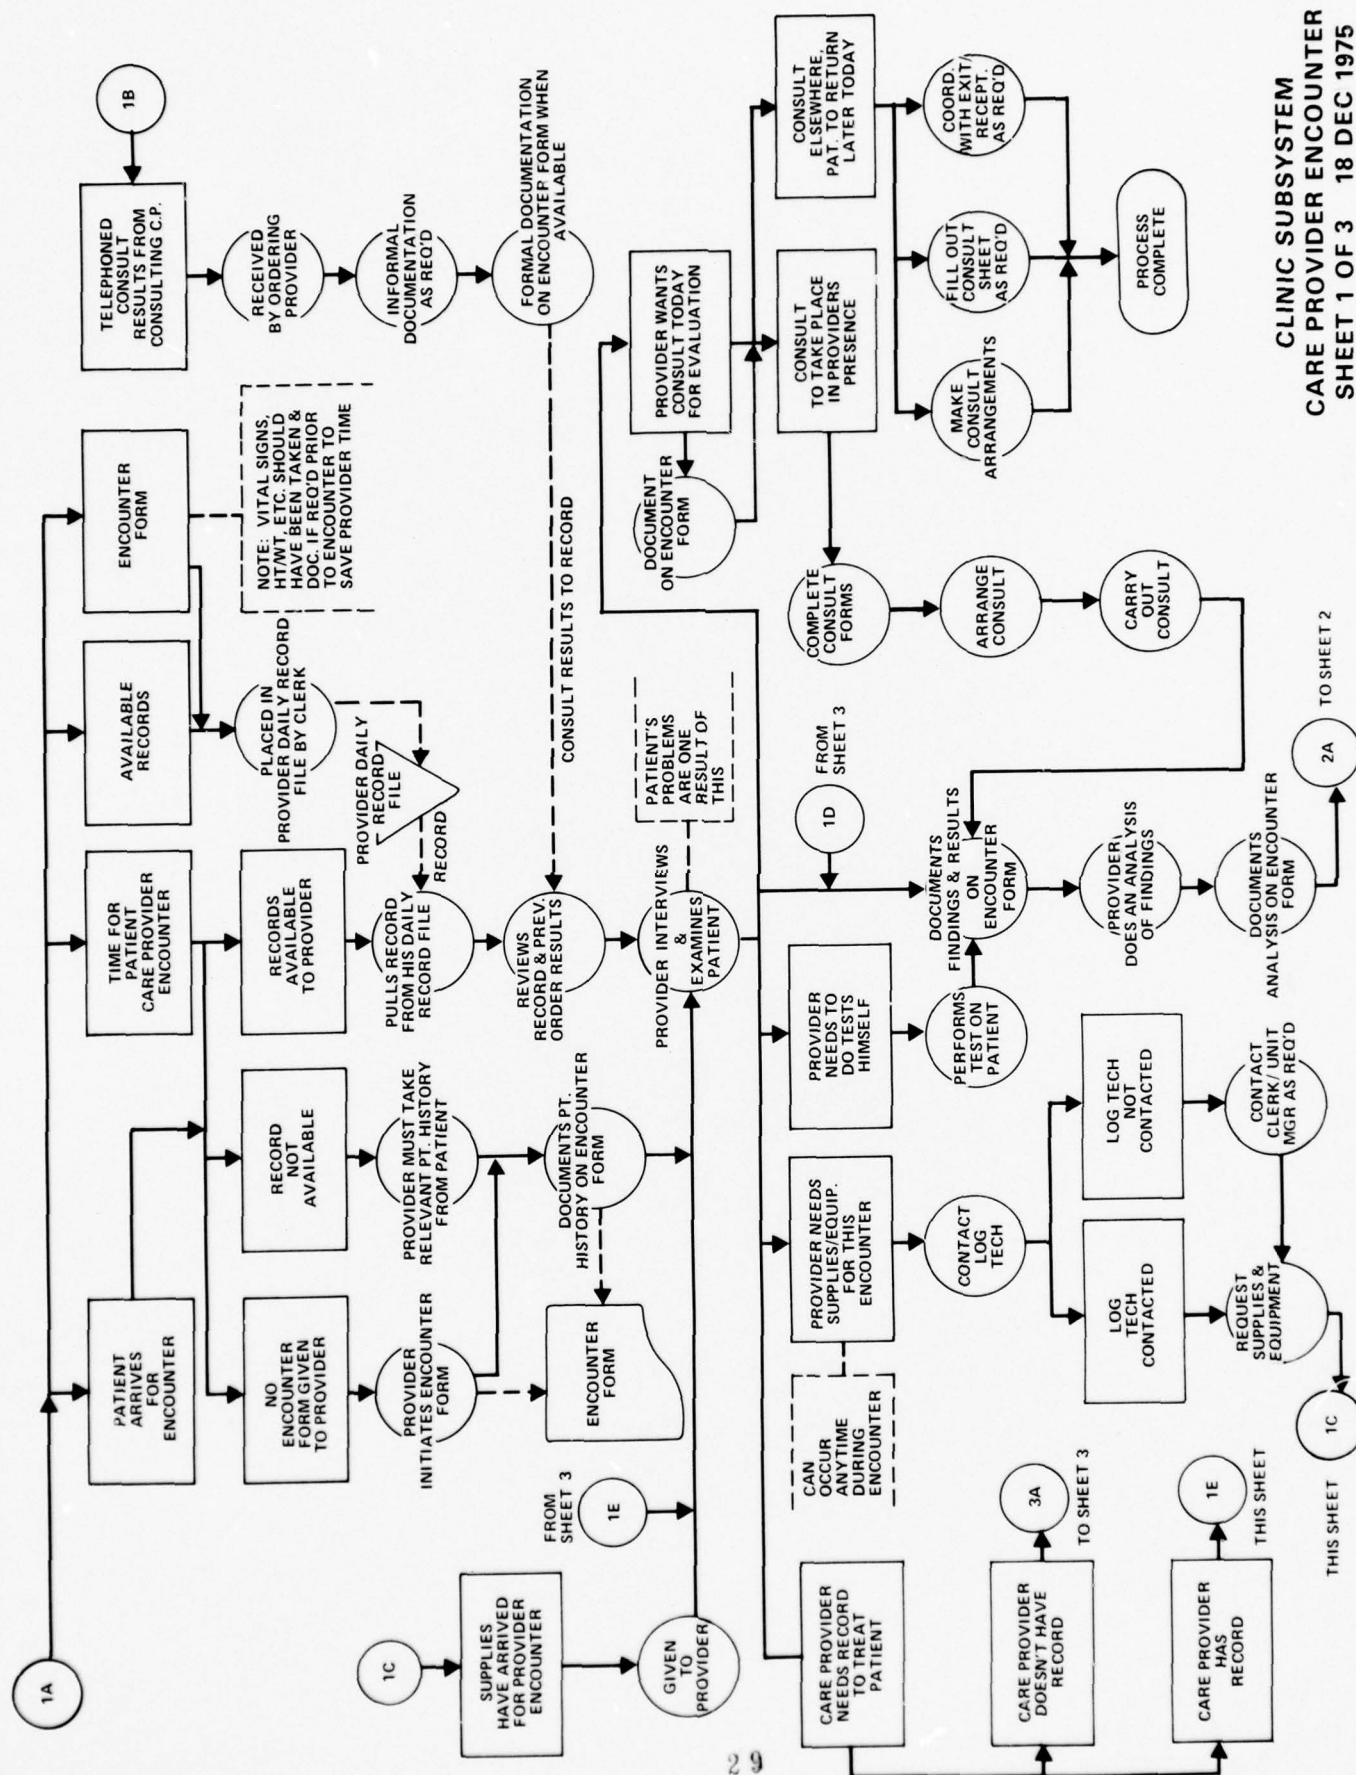 1A
PATIENT
ARRIVES
FOR
ENCOUNTER
TIME FOR
PATIENT
CARE PROVIDER
ENCOUNTER
AVAILABLE
RECORDS
ENCOUNTER
FORM
TELEPHONED
CONSULT
RESULTS FROM
CONSULTING C.P.
1B
NO
ENCOUNTER
FORM GIVEN
TO PROVIDER
RECORD
NOT
AVAILABLE
RECORDS
AVAILABLE
TO PROVIDER
PLACED IN
PROVIDER DAILY RECORD
FILE BY CLERK
NOTE: VITAL SIGNS,
HT/WT, ETC. SHOULD
HAVE BEEN TAKEN &
DOC. IF REQ'D PRIOR
TO ENCOUNTER TO
SAVE PROVIDER TIME
RECEIVED
BY ORDERING
PROVIDER
1C
PROVIDER
INITIATES ENCOUNTER
FORM
PROVIDER MUST TAKE
RELEVANT PT. HISTORY
FROM PATIENT
PULLS RECORD
FROM HIS DAILY
RECORD FILE
PROVIDER DAILY
RECORD
FILE
RECORD
INFORMAL
DOCUMENTATION
AS REQ'D
SUPPLIES
HAVE ARRIVED
FOR PROVIDER
ENCOUNTER
FROM
SHEET 3
1E
ENCOUNTER
FORM
DOCUMENTS PT.
HISTORY ON ENCOUNTER
FORM
REVIEWS
RECORD & PREV.
ORDER RESULTS
CONSULT RESULTS TO RECORD
FORMAL DOCUMENTATION
ON ENCOUNTER FORM WHEN
AVAILABLE
GIVEN
TO
PROVIDER
PROVIDER INTERVIEWS
&
EXAMINES
PATIENT
PATIENT'S
PROBLEMS
ARE ONE
RESULT OF
THIS
DOCUMENT
ON ENCOUNTER
FORM
PROVIDER WANTS
CONSULT TODAY
FOR EVALUATION
CARE PROVIDER
NEEDS RECORD
TO TREAT
PATIENT
CAN
OCCUR
ANYTIME
DURING
ENCOUNTER
PROVIDER NEEDS
SUPPLIES/EQUIP.
FOR THIS
ENCOUNTER
PROVIDER
NEEDS TO
DO TESTS
HIMSELF
1D
FROM
SHEET 3
COMPLETE
CONSULT
FORMS
CONSULT
TO TAKE PLACE
IN PROVIDERS
PRESENCE
CONSULT
ELSEWHERE,
PAT. TO RETURN
LATER TODAY
CONTACT
LOG
TECH
PERFORMS
TEST ON
PATIENT
DOCUMENTS
FINDINGS & RESULTS
ON
ENCOUNTER
FORM
ARRANGE
CONSULT
MAKE
CONSULT
ARRANGEMENTS
FILL OUT
CONSULT
SHEET
AS REQ'D
COORD.
WITH EXIT/
RECEPT.
AS REQ'D
CARE PROVIDER
DOESN'T HAVE
RECORD
3A
TO SHEET 3
LOG
TECH
CONTACTED
LOG TECH
NOT
CONTACTED
PROVIDER
DOES AN ANALYSIS
OF FINDINGS
CARRY
OUT
CONSULT
PROCESS
COMPLETE
CARE PROVIDER
HAS
RECORD
1E
THIS SHEET
REQUEST
SUPPLIES &
EQUIPMENT
CONTACT
CLERK/UNIT
MGR AS REQ'D
DOCUMENTS
ANALYSIS ON ENCOUNTER
FORM
THIS SHEET
1C
2A
TO SHEET 2
CLINIC SUBSYSTEM
CARE PROVIDER ENCOUNTER
SHEET 1 OF 3 18 DEC 1975
29